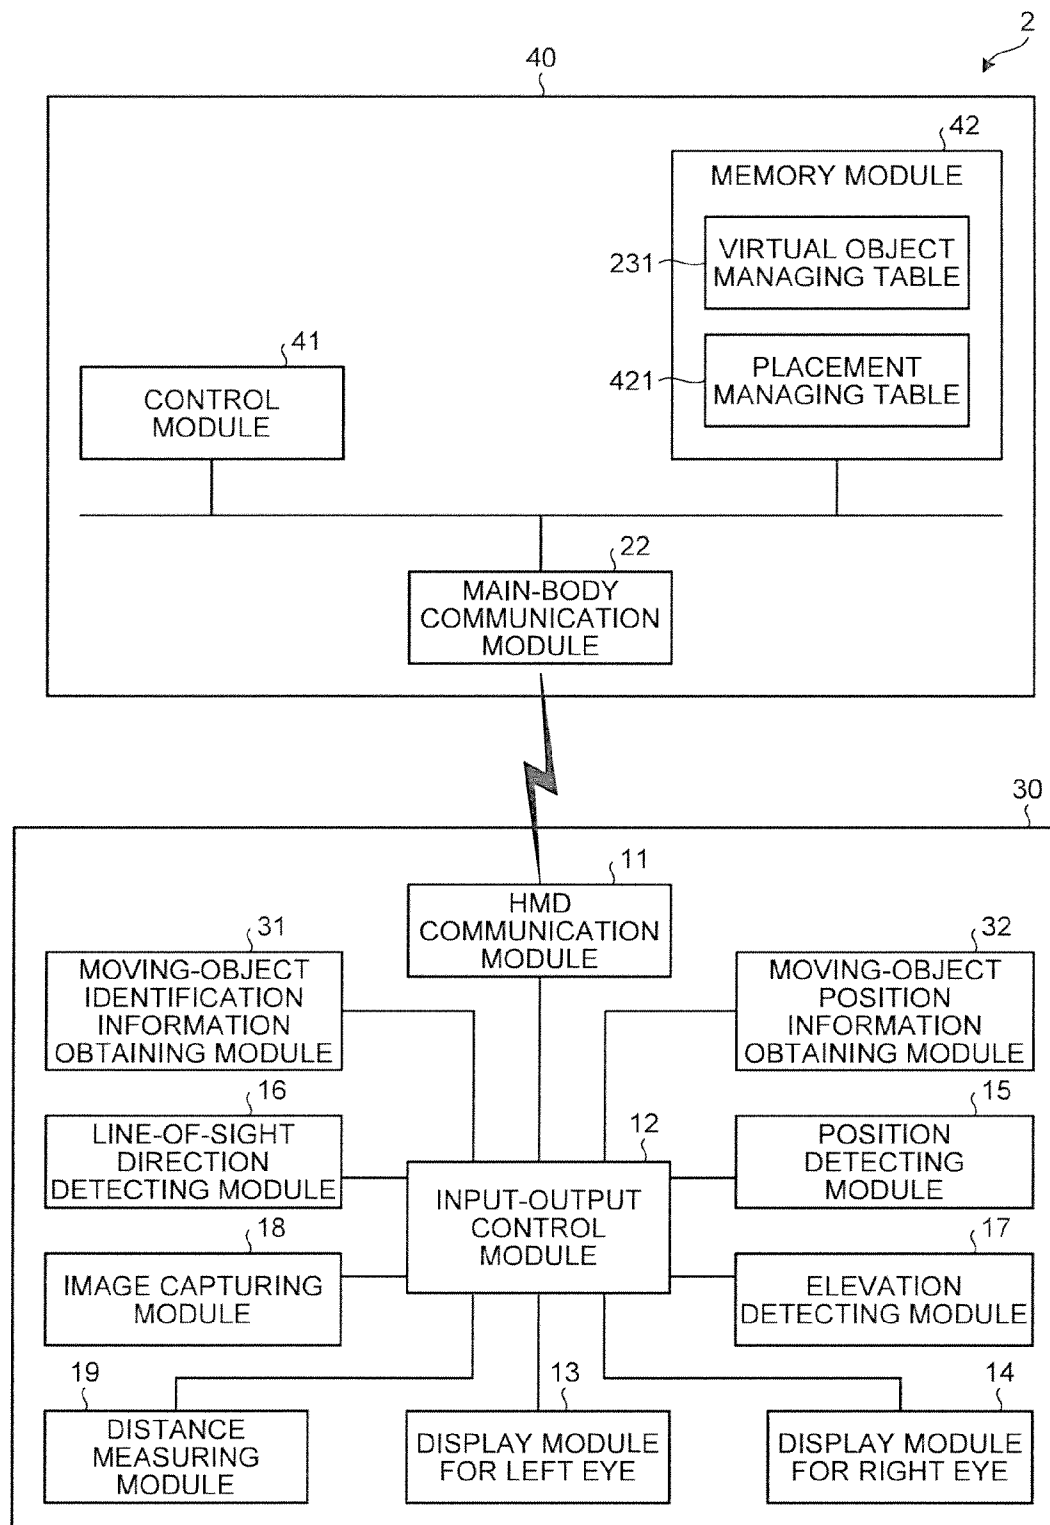 2
40
42
MEMORY MODULE
231
VIRTUAL OBJECT
MANAGING TABLE
41
421
PLACEMENT
MANAGING TABLE
CONTROL
MODULE
22
MAIN-BODY
COMMUNICATION
MODULE
30
11
HMD
COMMUNICATION
MODULE
31
MOVING-OBJECT
IDENTIFICATION
INFORMATION
OBTAINING MODULE
32
MOVING-OBJECT
POSITION
INFORMATION
OBTAINING MODULE
16
LINE-OF-SIGHT
DIRECTION
DETECTING MODULE
12
INPUT-OUTPUT
CONTROL
MODULE
15
POSITION
DETECTING
MODULE
18
IMAGE CAPTURING
MODULE
17
ELEVATION
DETECTING MODULE
19
DISTANCE
MEASURING
MODULE
13
DISPLAY MODULE
FOR LEFT EYE
14
DISPLAY MODULE
FOR RIGHT EYE